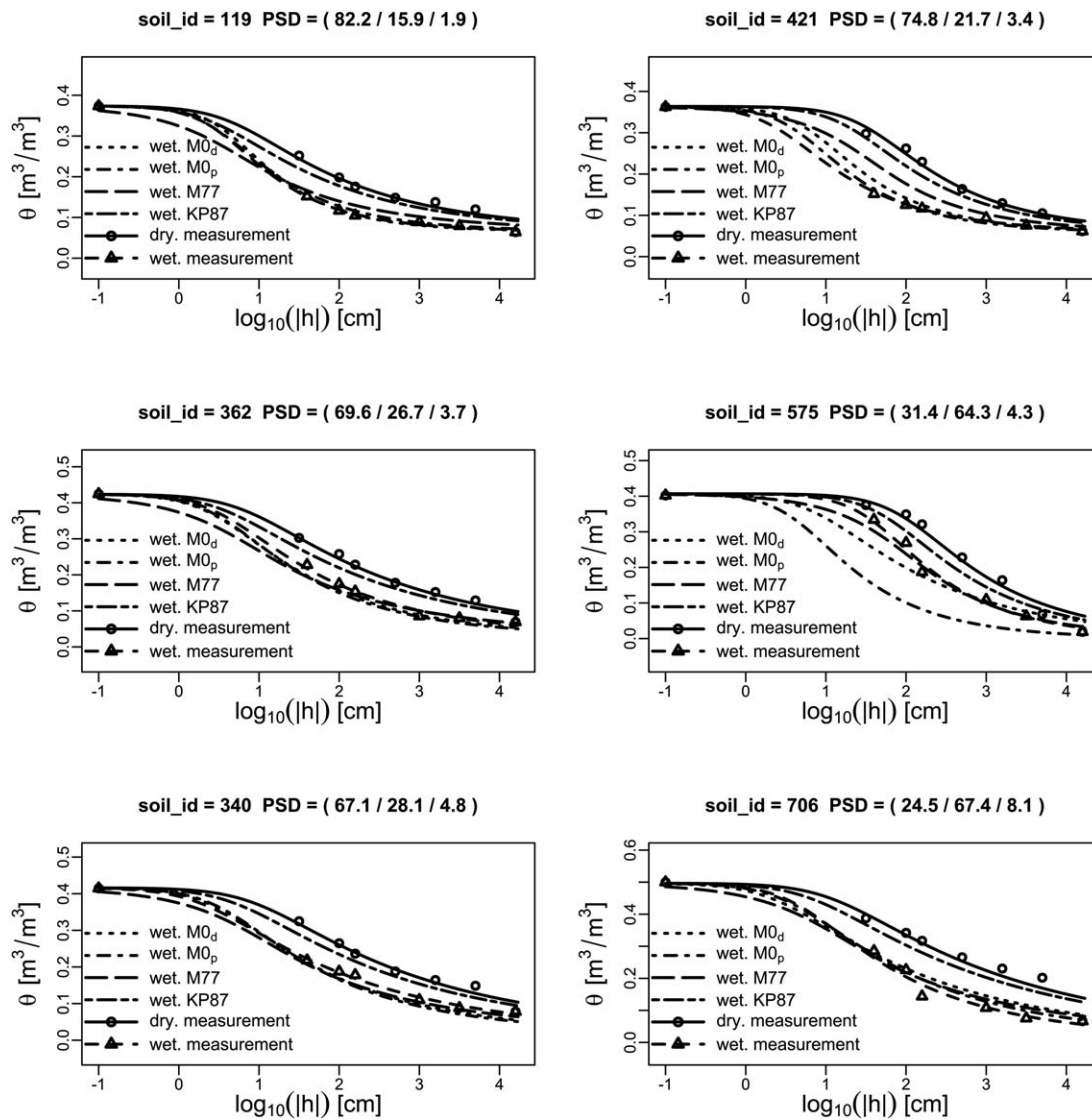 soil_id = 119 PSD = ( 82.2 / 15.9 / 1.9 )
θ [m³/m³]
0.0 0.1 0.2 0.3 0.4
wet. M0d
wet. M0p
wet. M77
wet. KP87
dry. measurement
wet. measurement
-1 0 1 2 3 4
log₁₀(|h|) [cm]
soil_id = 421 PSD = ( 74.8 / 21.7 / 3.4 )
θ [m³/m³]
0.0 0.1 0.2 0.3 0.4
wet. M0d
wet. M0p
wet. M77
wet. KP87
dry. measurement
wet. measurement
-1 0 1 2 3 4
log₁₀(|h|) [cm]
soil_id = 362 PSD = ( 69.6 / 26.7 / 3.7 )
θ [m³/m³]
0.0 0.1 0.2 0.3 0.4 0.5
wet. M0d
wet. M0p
wet. M77
wet. KP87
dry. measurement
wet. measurement
-1 0 1 2 3 4
log₁₀(|h|) [cm]
soil_id = 575 PSD = ( 31.4 / 64.3 / 4.3 )
θ [m³/m³]
0.0 0.1 0.2 0.3 0.4 0.5
wet. M0d
wet. M0p
wet. M77
wet. KP87
dry. measurement
wet. measurement
-1 0 1 2 3 4
log₁₀(|h|) [cm]
soil_id = 340 PSD = ( 67.1 / 28.1 / 4.8 )
θ [m³/m³]
0.0 0.1 0.2 0.3 0.4 0.5
wet. M0d
wet. M0p
wet. M77
wet. KP87
dry. measurement
wet. measurement
-1 0 1 2 3 4
log₁₀(|h|) [cm]
soil_id = 706 PSD = ( 24.5 / 67.4 / 8.1 )
θ [m³/m³]
0.0 0.2 0.4 0.6
wet. M0d
wet. M0p
wet. M77
wet. KP87
dry. measurement
wet. measurement
-1 0 1 2 3 4
log₁₀(|h|) [cm]